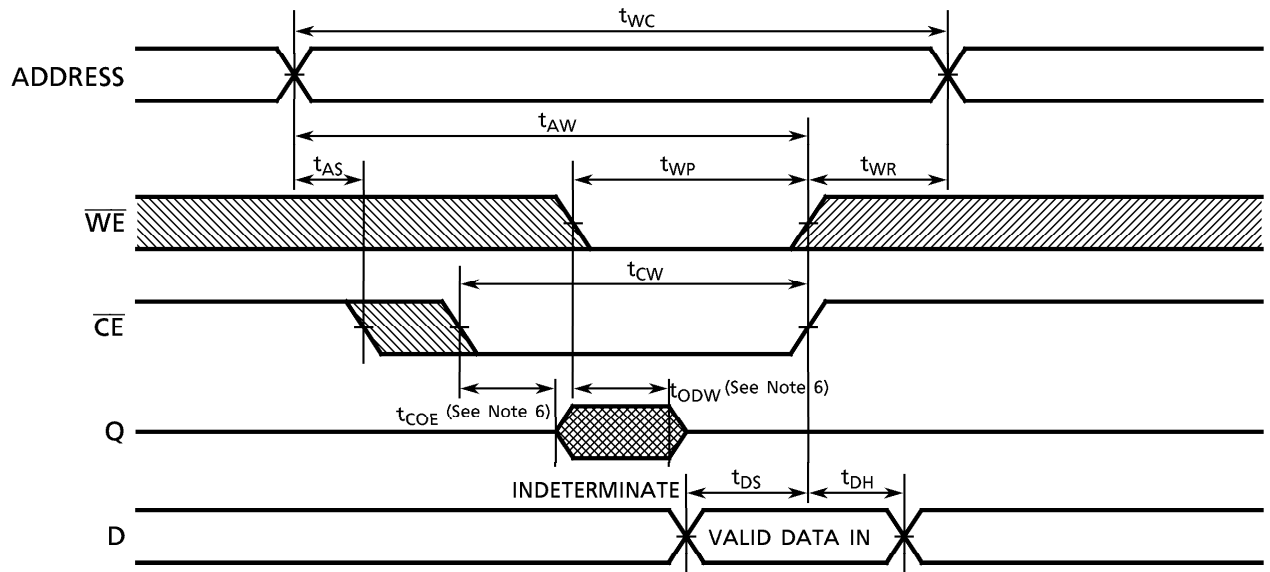 tWC
ADDRESS
tAW
tAS
tWP
tWR
WE
tCW
CE
tCOE (See Note 6)
tODW (See Note 6)
Q
INDETERMINATE
tDS
tDH
D
VALID DATA IN